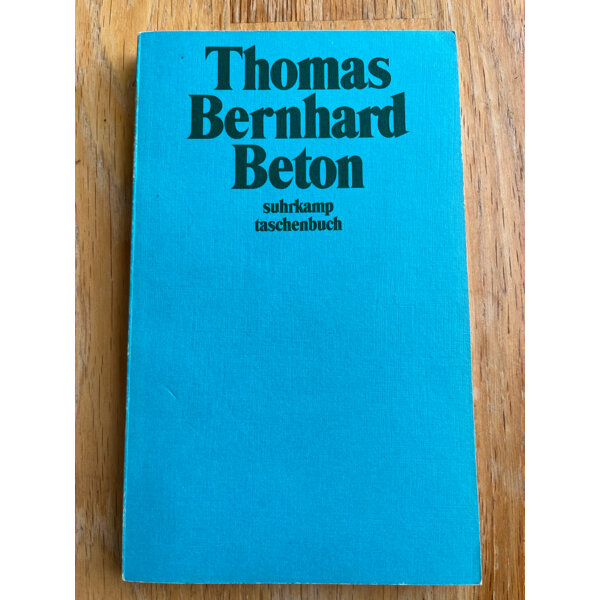 Thomas
Bernhard
Beton
suhrkamp
taschenbuch